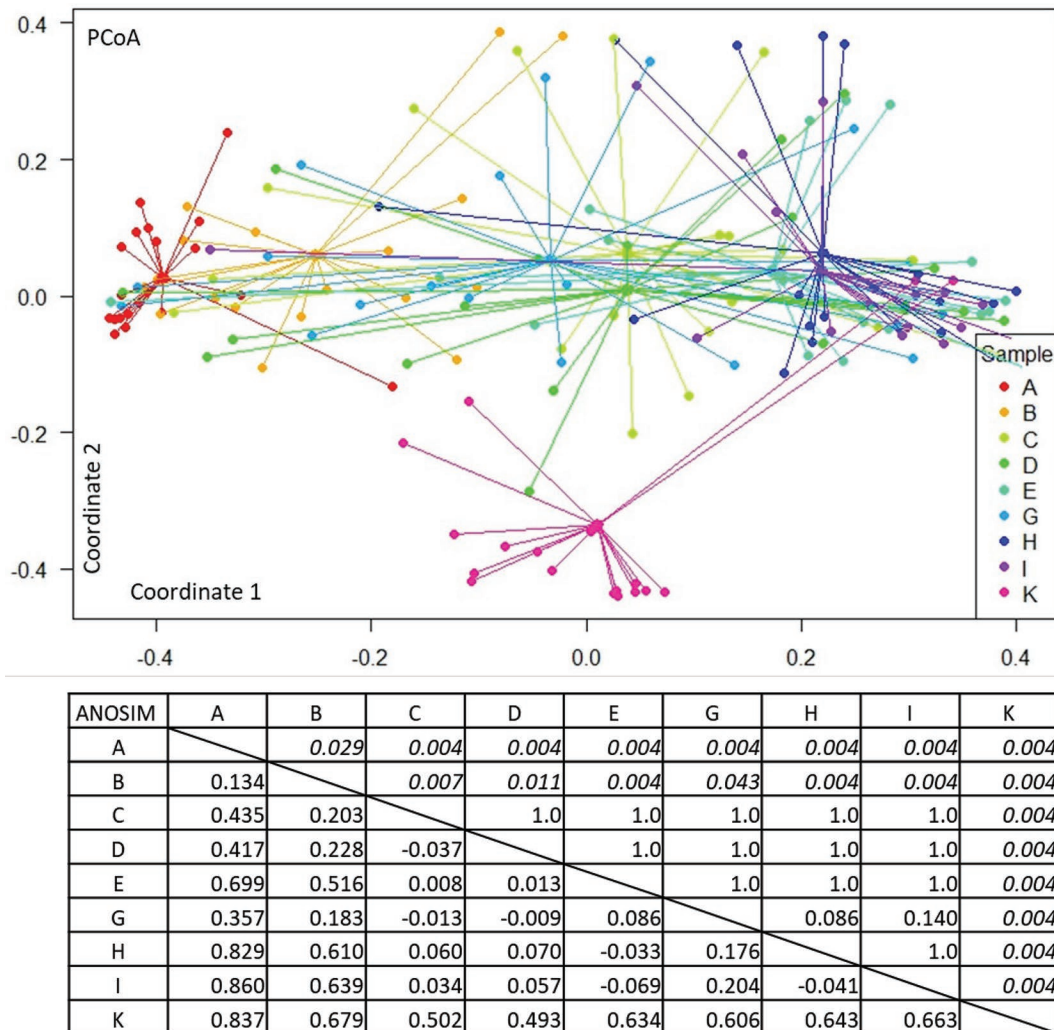 PCoA
0.4
0.2
0.0
-0.2
-0.4
Coordinate 2
Coordinate 1
-0.4 -0.2 0.0 0.2 0.4
Sample
A
B
C
D
E
G
H
I
K
ANOSIM A B C D E G H I K
A 0.029 0.004 0.004 0.004 0.004 0.004 0.004 0.004
B 0.134 0.007 0.011 0.004 0.043 0.004 0.004 0.004
C 0.435 0.203 1.0 1.0 1.0 1.0 1.0 0.004
D 0.417 0.228 -0.037 1.0 1.0 1.0 1.0 0.004
E 0.699 0.516 0.008 0.013 1.0 1.0 1.0 0.004
G 0.357 0.183 -0.013 -0.009 0.086 0.086 0.140 0.004
H 0.829 0.610 0.060 0.070 -0.033 0.176 1.0 0.004
I 0.860 0.639 0.034 0.057 -0.069 0.204 -0.041 0.004
K 0.837 0.679 0.502 0.493 0.634 0.606 0.643 0.663